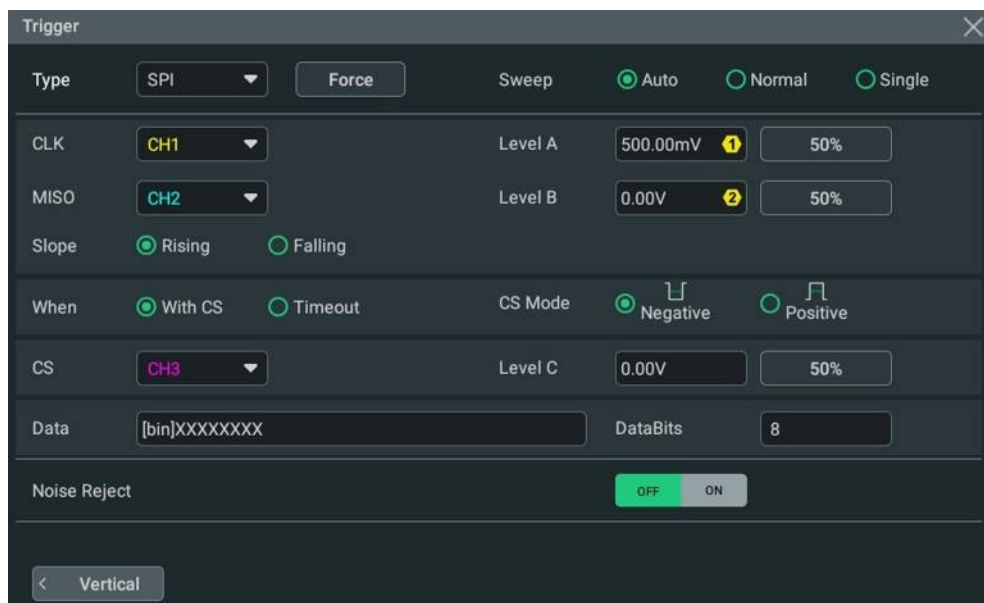 Trigger
Type SPI Force Sweep Auto Normal Single
CLK CH1 Level A 500.00mV 1 50%
MISO CH2 Level B 0.00V 2 50%
Slope Rising Falling
When With CS Timeout CS Mode Negative Positive
CS CH3 Level C 0.00V 50%
Data [bin]XXXXXXXX DataBits 8
Noise Reject OFF ON
< Vertical